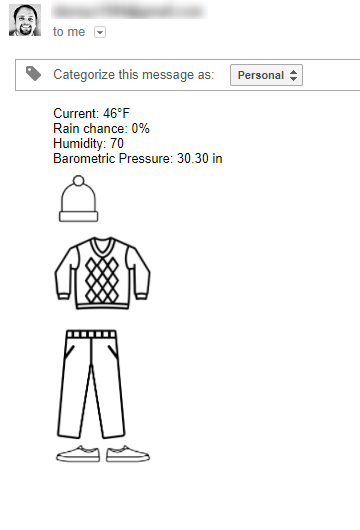 to me
Categorize this message as: Personal
Current: 46°F
Rain chance: 0%
Humidity: 70
Barometric Pressure: 30.30 in